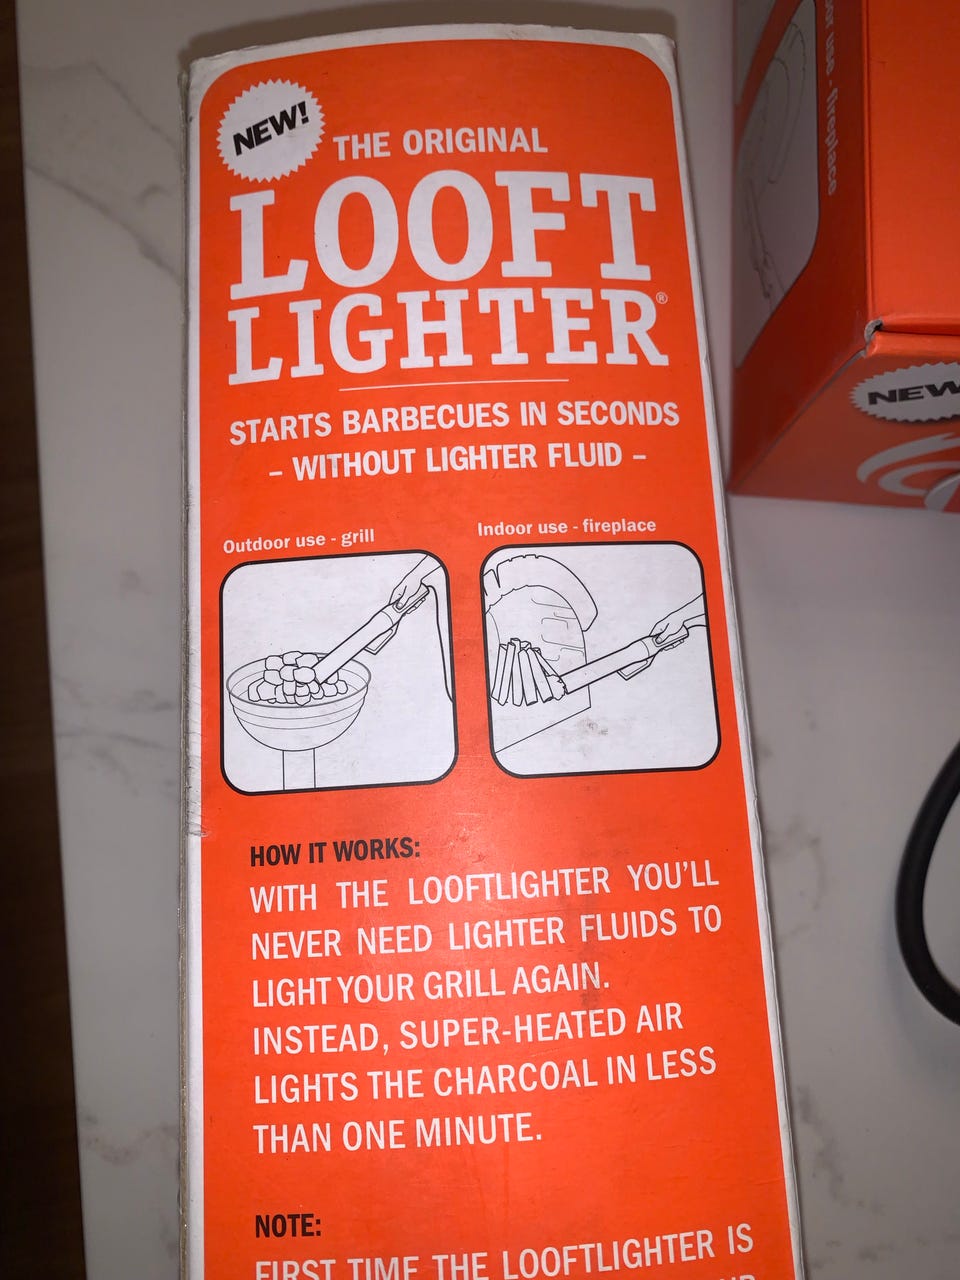 NEW!
THE ORIGINAL
LOOFT
LIGHTER®
STARTS BARBECUES IN SECONDS
– WITHOUT LIGHTER FLUID –
Outdoor use - grill
Indoor use - fireplace
HOW IT WORKS:
WITH THE LOOFTLIGHTER YOU'LL
NEVER NEED LIGHTER FLUIDS TO
LIGHT YOUR GRILL AGAIN.
INSTEAD, SUPER-HEATED AIR
LIGHTS THE CHARCOAL IN LESS
THAN ONE MINUTE.
NOTE:
FIRST TIME THE LOOFTLIGHTER IS
use - fireplace
NEW